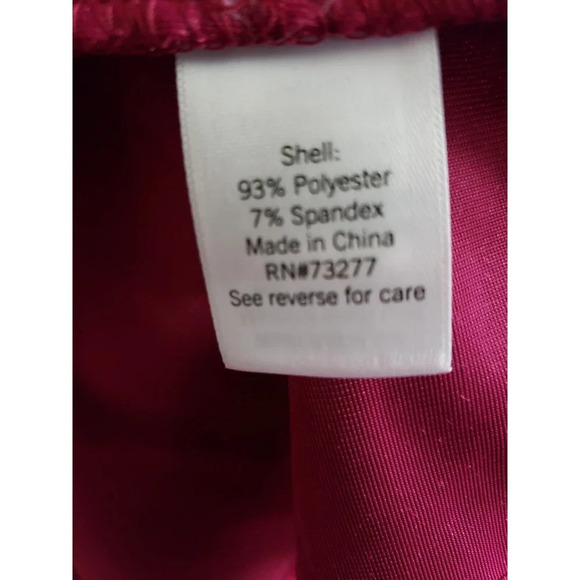 Shell:
93% Polyester
7% Spandex
Made in China
RN#73277
See reverse for care